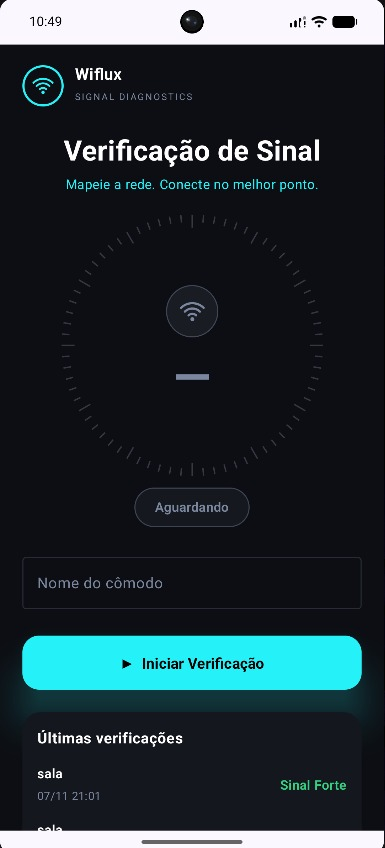 10:49
Wiflux
SIGNAL DIAGNOSTICS
Verificação de Sinal
Mapeie a rede. Conecte no melhor ponto.
Aguardando
Nome do cômodo
Iniciar Verificação
Últimas verificações
sala
07/11 21:01
Sinal Forte
sala